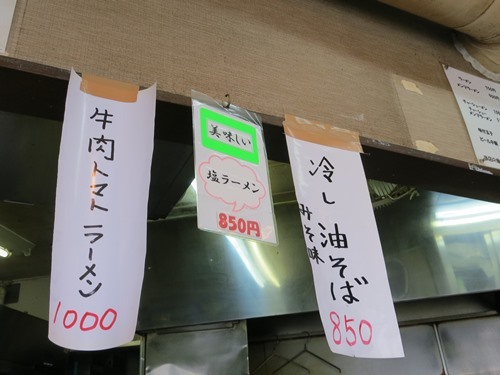 牛肉トマトラーメン
1000
美味しい
塩ラーメン
850円
冷し油そば
みそ味
850